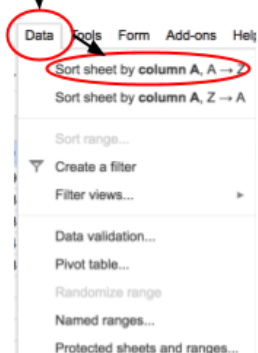 Data Tools Form Add-ons Help
Sort sheet by column A, A → Z
Sort sheet by column A, Z → A
Sort range...
Create a filter
Filter views...
Data validation...
Pivot table...
Randomize range
Named ranges...
Protected sheets and ranges...